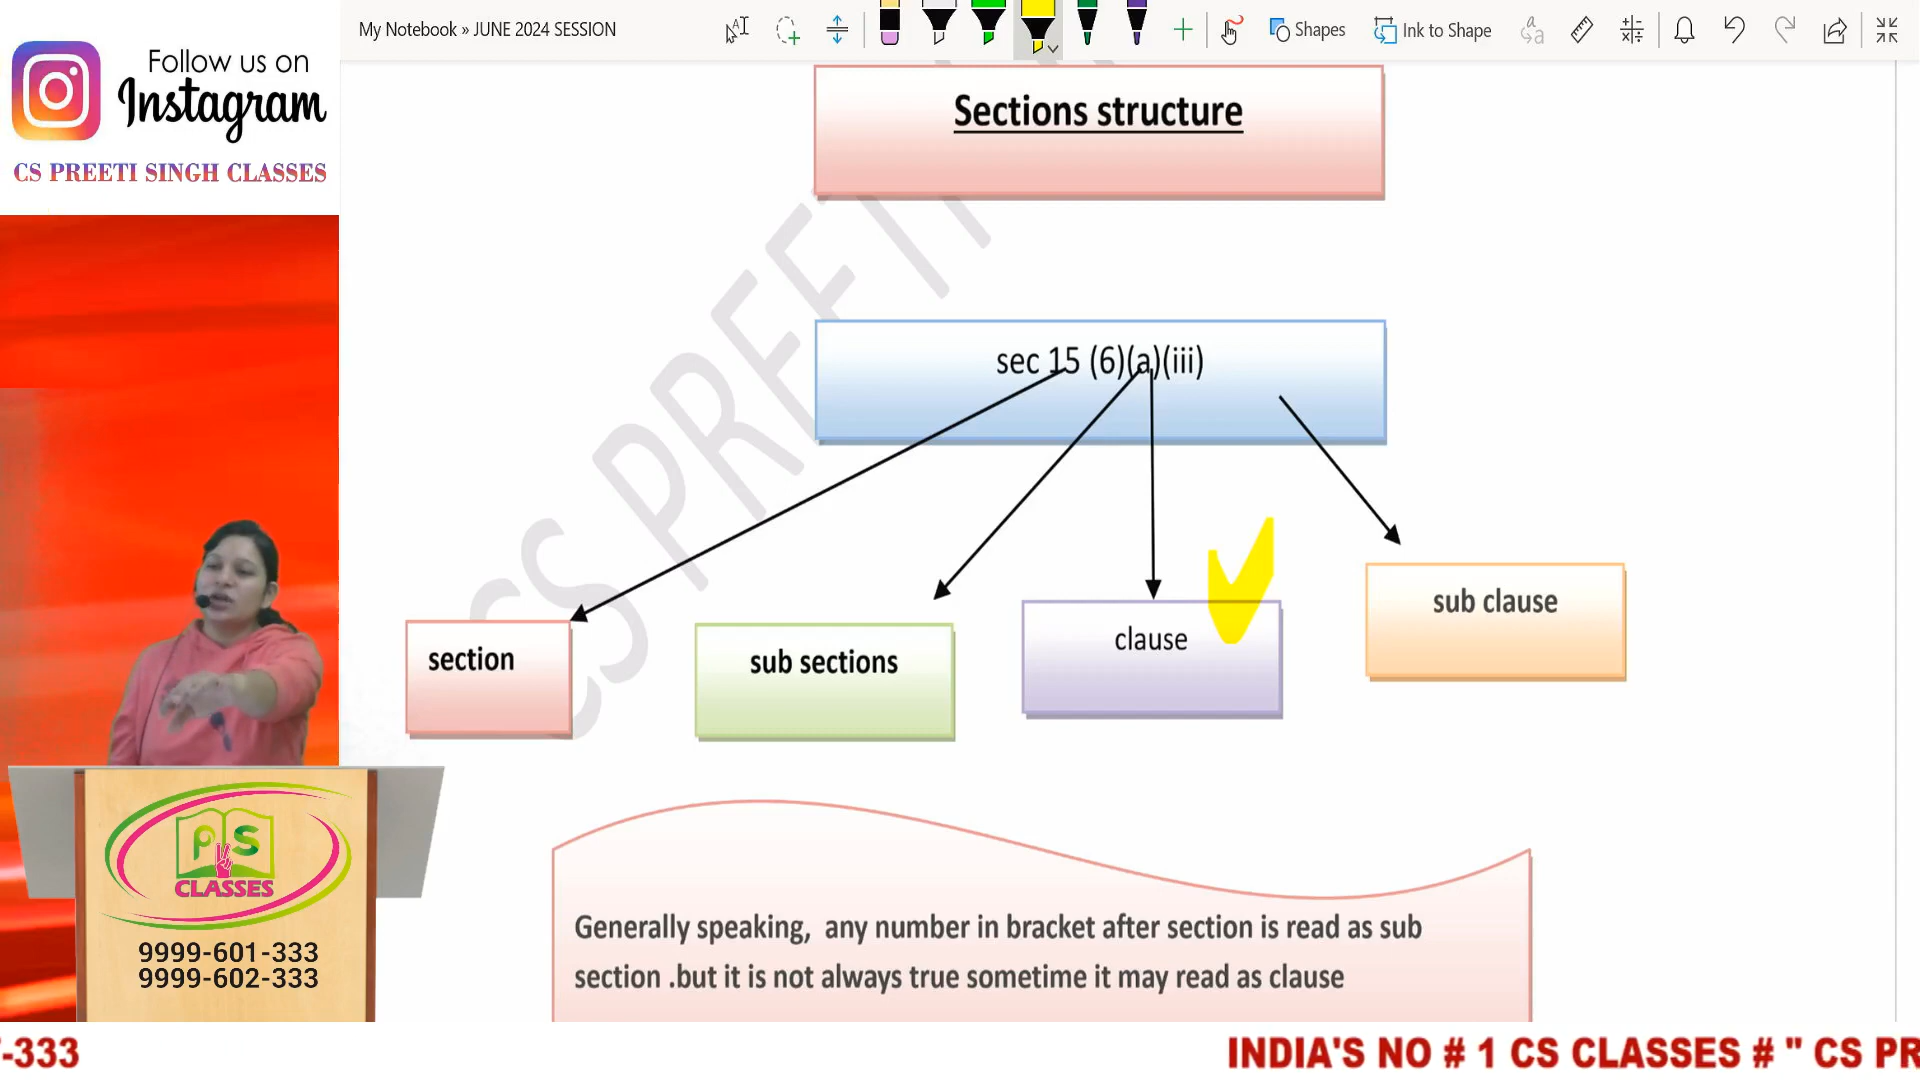 My Notebook » JUNE 2024 SESSION
Shapes
Ink to Shape
Follow us on
Instagram
CS PREETI SINGH CLASSES
Sections structure
CS PREETI
sec 15 (6)(a)(iii)
section
sub sections
clause
sub clause
PS
CLASSES
9999-601-333
9999-602-333
Generally speaking,  any number in bracket after section is read as sub
section .but it is not always true sometime it may read as clause
-333
INDIA'S NO # 1 CS CLASSES # " CS PR